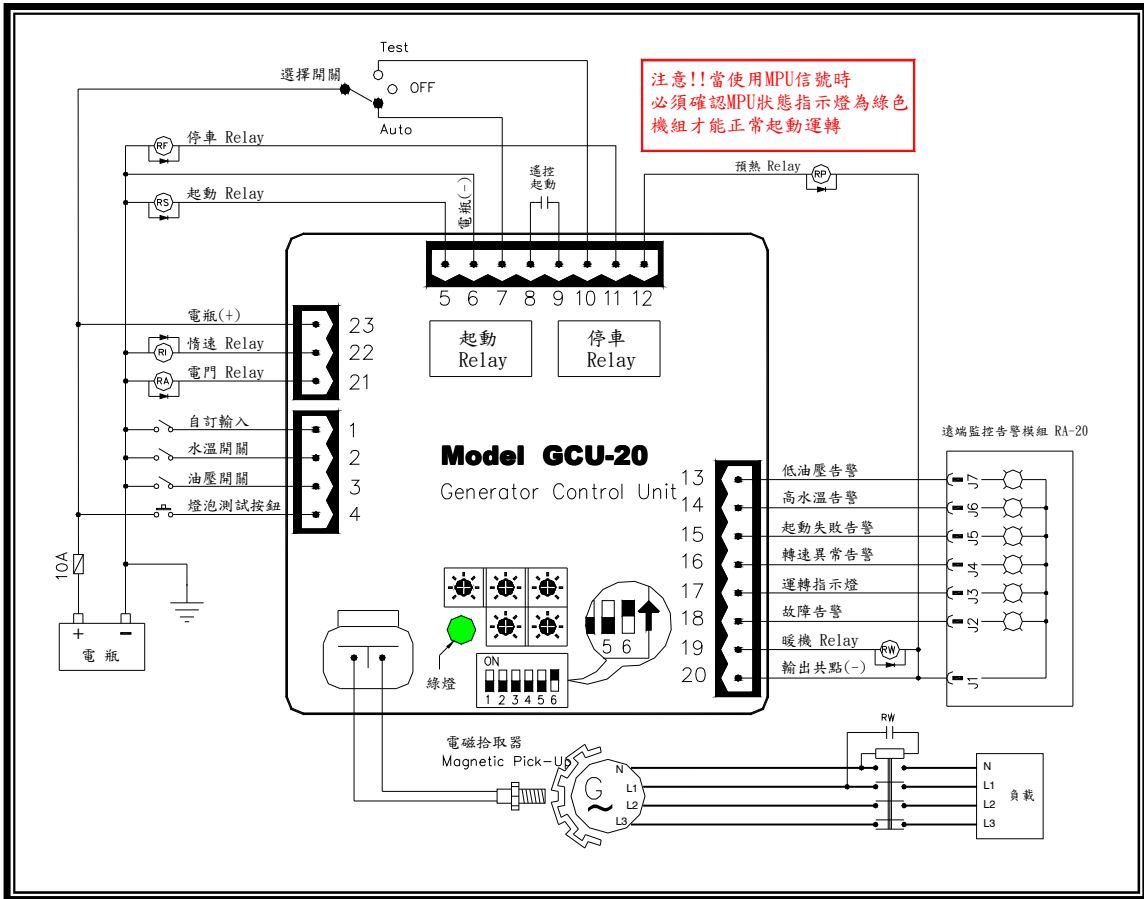 Test
選擇開關
OFF
Auto
注意!!當使用MPU信號時
必須確認MPU狀態指示燈為綠色
機組才能正常起動運轉
RF
停車 Relay
RS
起動 Relay
電瓶(-)
遙控
起動
預熱 Relay
RP
5 6 7 8 9 10 11 12
起動
Relay
停車
Relay
電瓶(+)
23
RI
惰速 Relay
22
RA
電門 Relay
21
自訂輸入
1
水溫開關
2
油壓開關
3
燈泡測試按鈕
4
Model GCU-20
Generator Control Unit
遠端監控告警模組 RA-20
13
低油壓告警
J7
14
高水溫告警
J6
15
起動失敗告警
J5
16
轉速異常告警
J4
17
運轉指示燈
J3
18
故障告警
J2
19
暖機 Relay
RW
20
輸出共點(-)
J1
10A
+ -
電 瓶
綠燈
ON
1 2 3 4 5 6
5 6
電磁拾取器
Magnetic Pick-Up
G
~
N
L1
L2
L3
RW
N
L1
L2
L3
負載